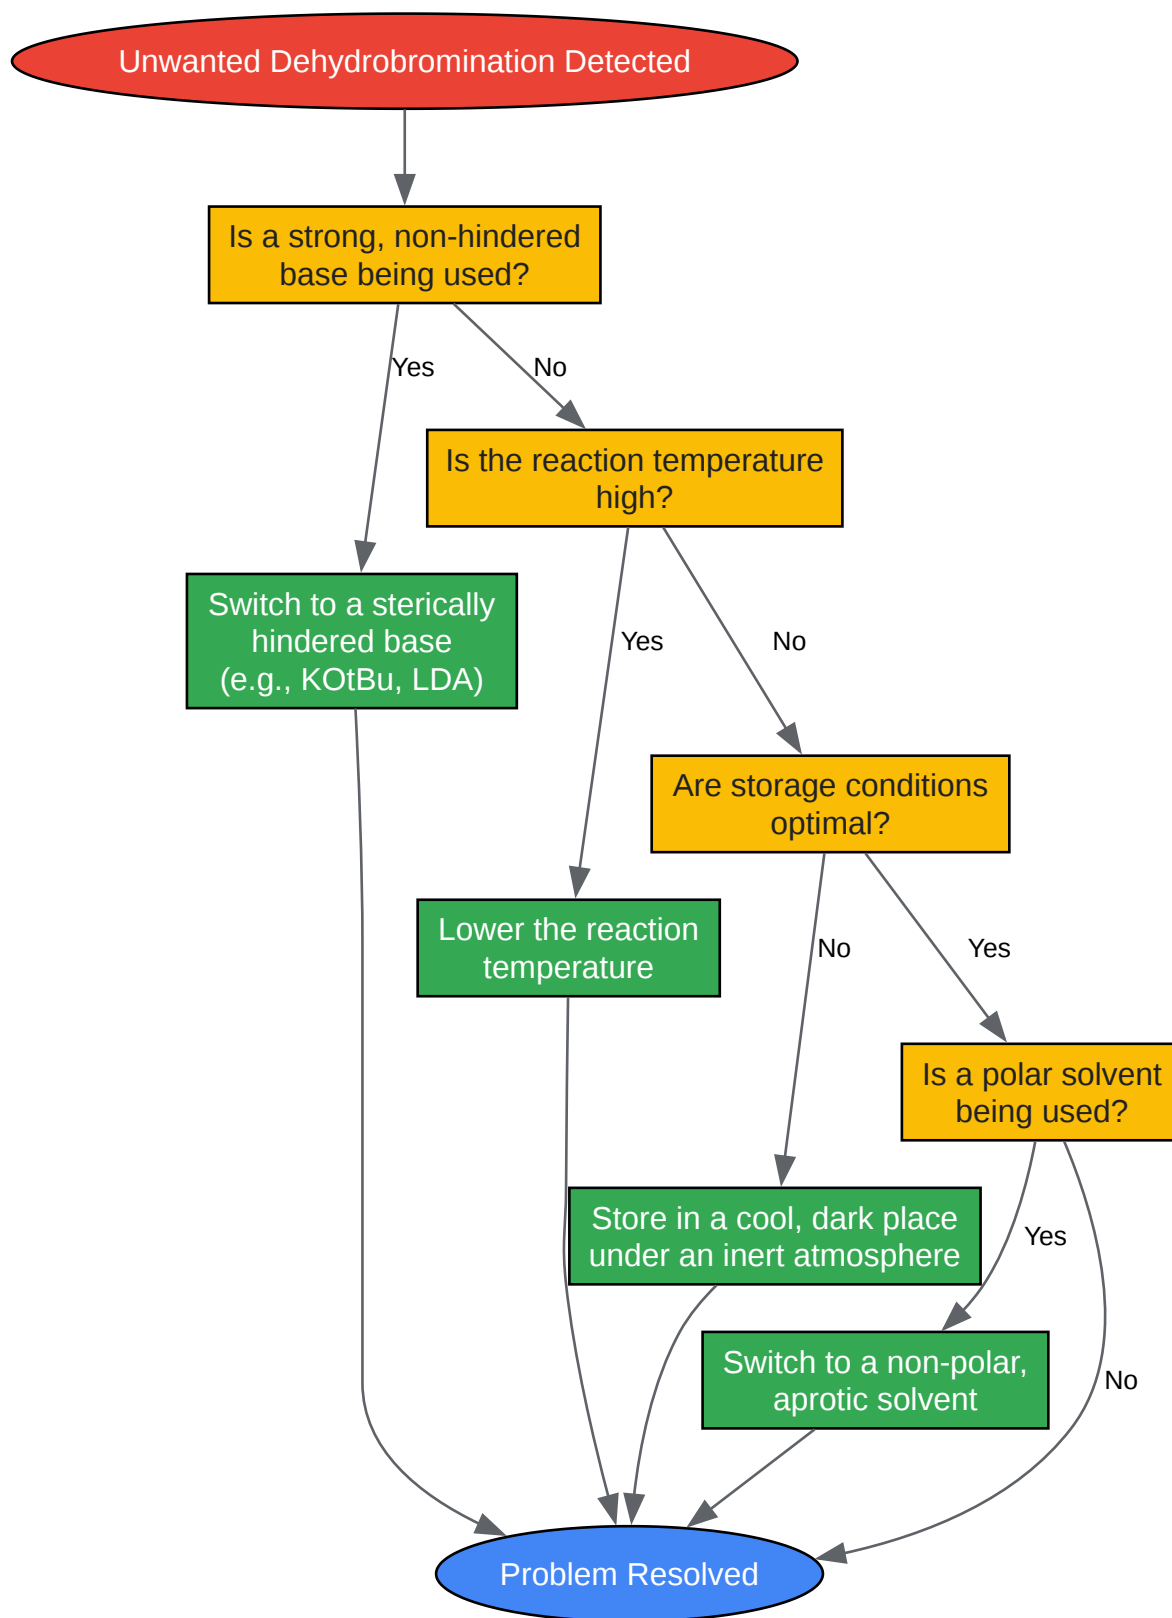 Unwanted Dehydrobromination Detected
Is a strong, non-hindered
base being used?
Yes
No
Is the reaction temperature
high?
Switch to a sterically
hindered base
(e.g., KOtBu, LDA)
Yes
No
Are storage conditions
optimal?
Lower the reaction
temperature
No
Yes
Is a polar solvent
being used?
Store in a cool, dark place
under an inert atmosphere
Yes
Switch to a non-polar,
aprotic solvent
No
Problem Resolved